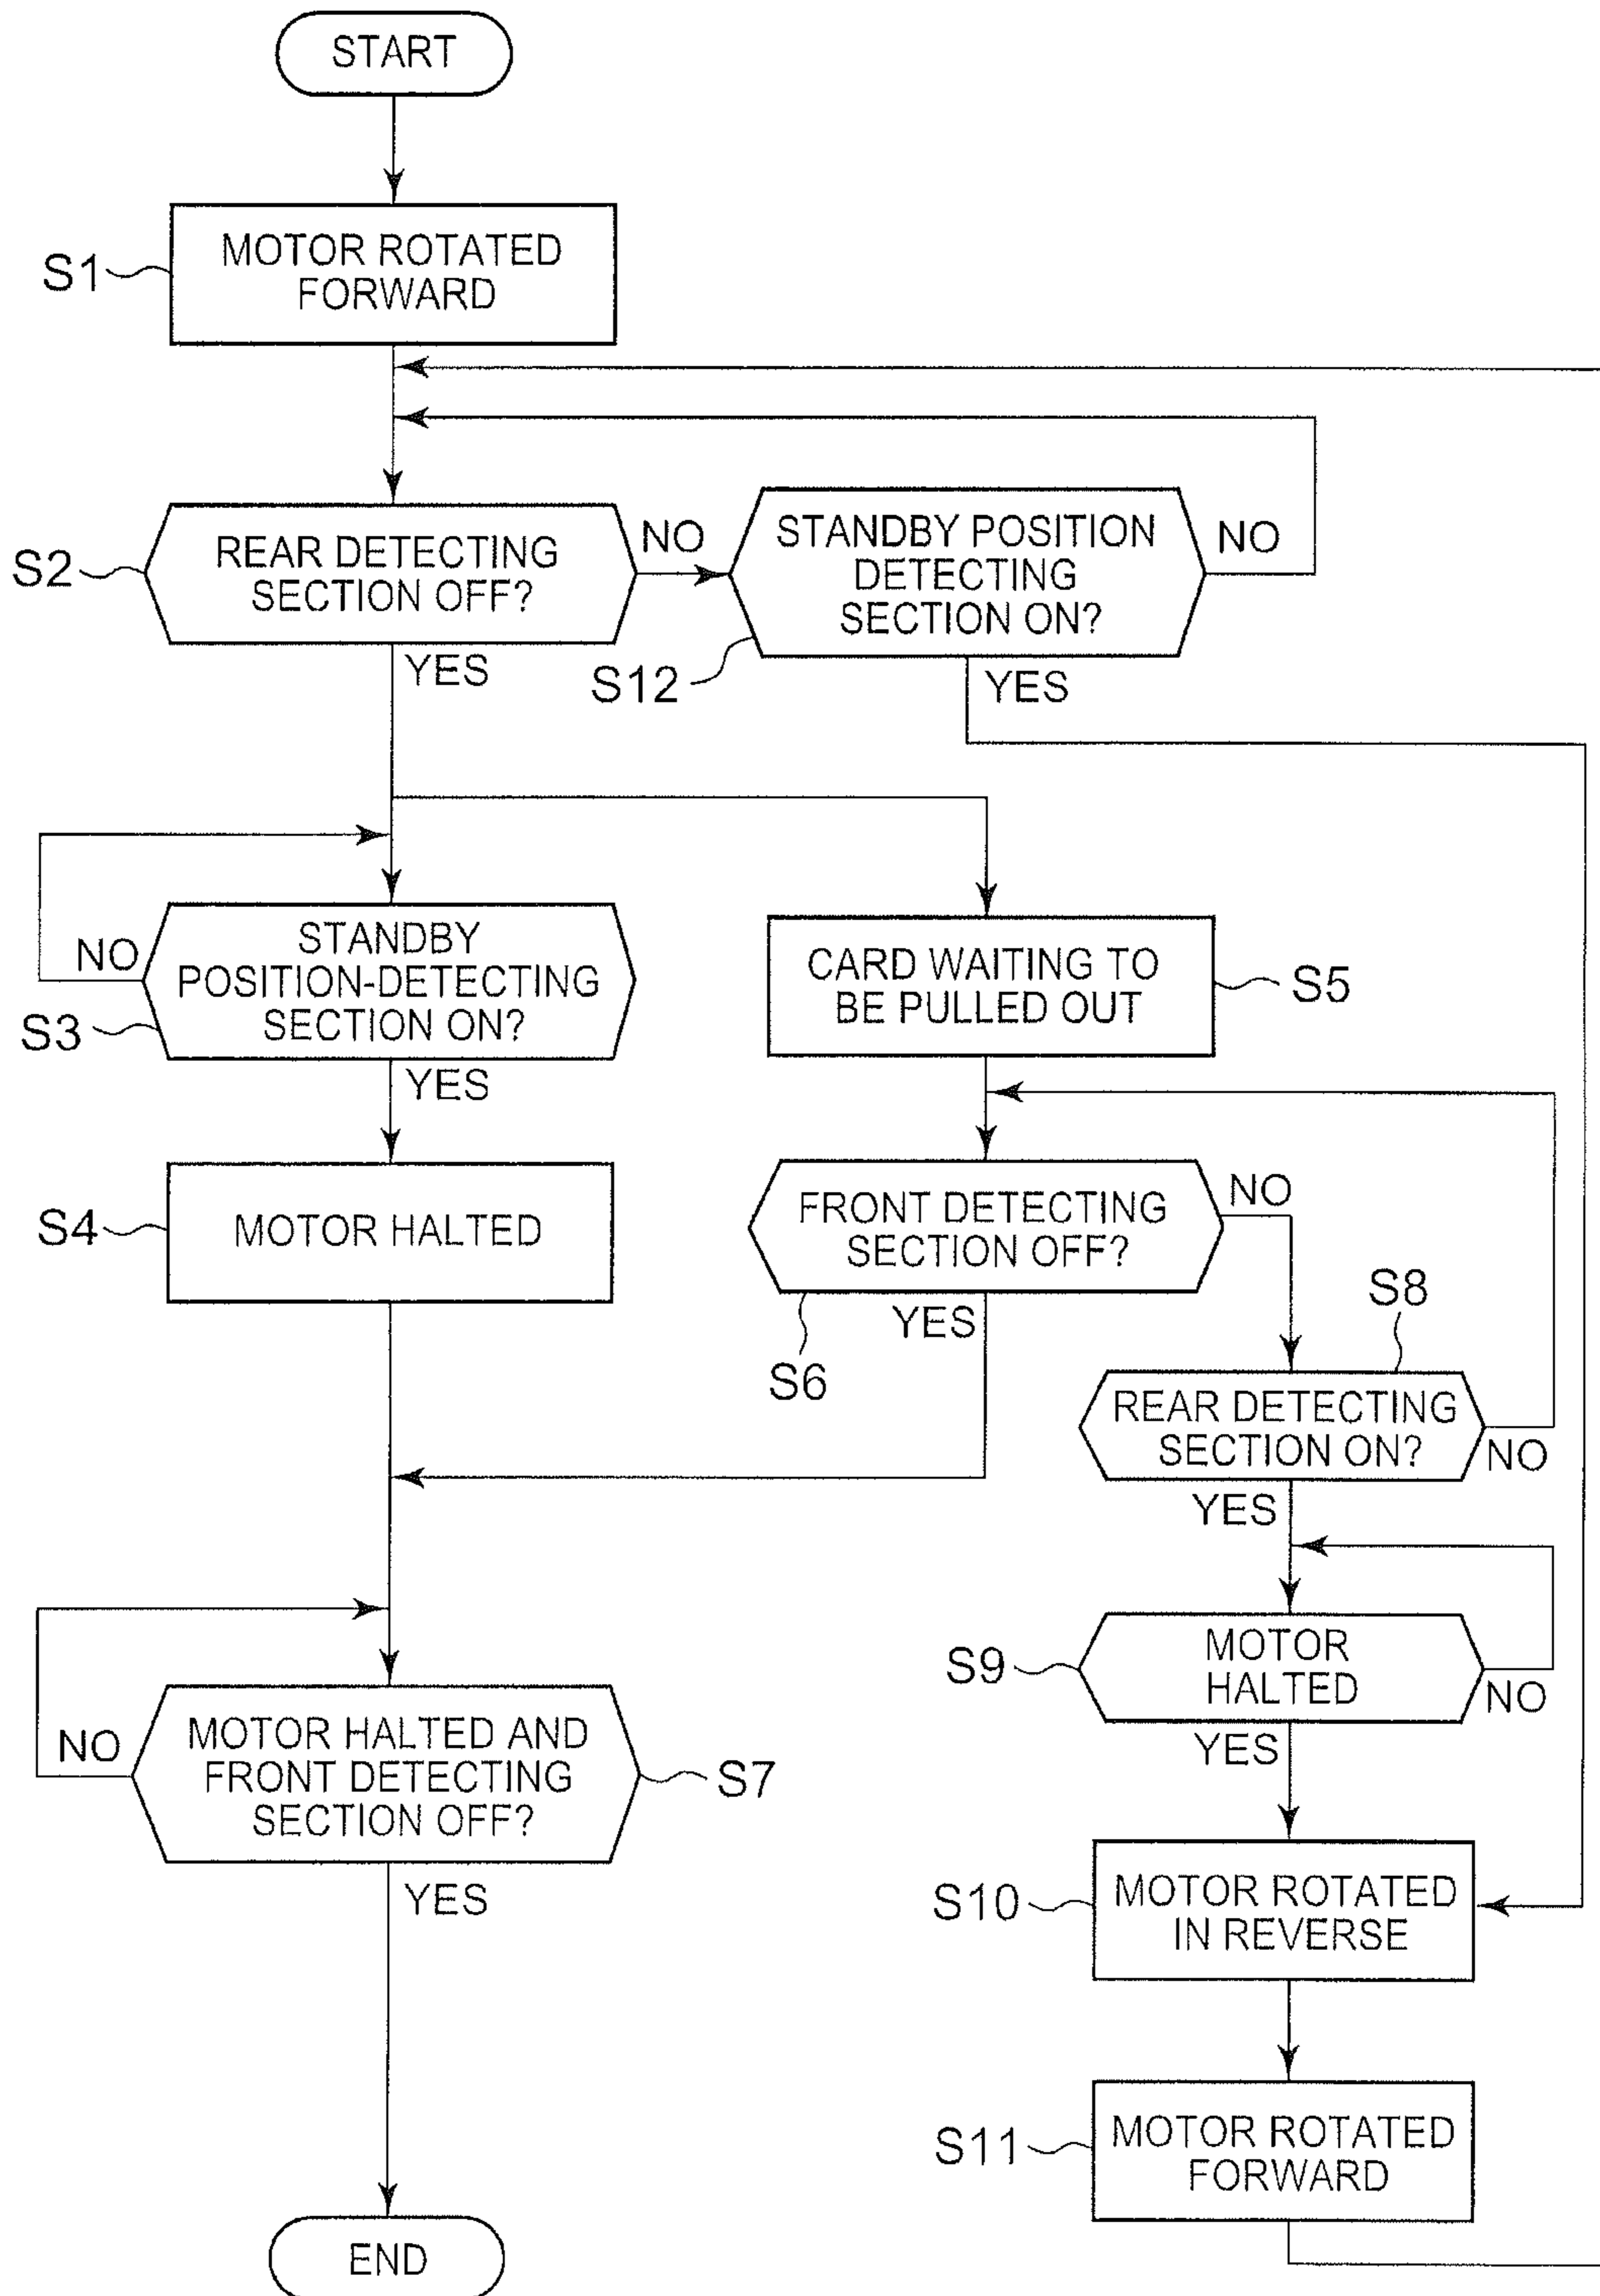 START
S1
MOTOR ROTATED
FORWARD
S2
REAR DETECTING
SECTION OFF?
NO
STANDBY POSITION
DETECTING
SECTION ON?
NO
S12
YES
YES
NO
STANDBY
POSITION-DETECTING
SECTION ON?
S3
YES
CARD WAITING TO
BE PULLED OUT
S5
S4
MOTOR HALTED
FRONT DETECTING
SECTION OFF?
NO
YES
S6
S8
REAR DETECTING
SECTION ON?
NO
YES
S9
MOTOR
HALTED
NO
YES
NO
MOTOR HALTED AND
FRONT DETECTING
SECTION OFF?
S7
YES
S10
MOTOR ROTATED
IN REVERSE
S11
MOTOR ROTATED
FORWARD
END